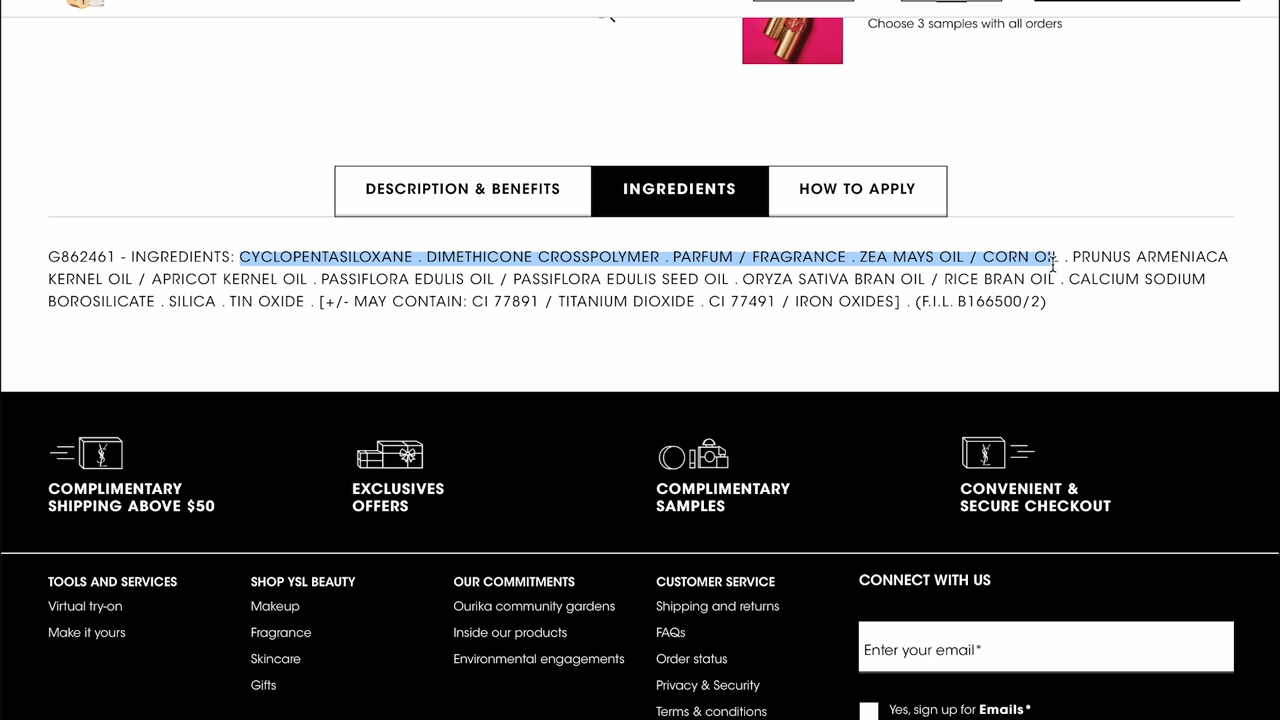 Choose 3 samples with all orders
DESCRIPTION & BENEFITS
INGREDIENTS
HOW TO APPLY
G862461 - INGREDIENTS: CYCLOPENTASILOXANE . DIMETHICONE CROSSPOLYMER . PARFUM / FRAGRANCE . ZEA MAYS OIL / CORN OIL . PRUNUS ARMENIACA
KERNEL OIL / APRICOT KERNEL OIL . PASSIFLORA EDULIS OIL / PASSIFLORA EDULIS SEED OIL . ORYZA SATIVA BRAN OIL / RICE BRAN OIL . CALCIUM SODIUM
BOROSILICATE . SILICA . TIN OXIDE . [+/- MAY CONTAIN: CI 77891 / TITANIUM DIOXIDE . CI 77491 / IRON OXIDES] . (F.I.L. B166500/2)
COMPLIMENTARY
SHIPPING ABOVE $50
EXCLUSIVES
OFFERS
COMPLIMENTARY
SAMPLES
CONVENIENT &
SECURE CHECKOUT
TOOLS AND SERVICES
Virtual try-on
Make it yours
SHOP YSL BEAUTY
Makeup
Fragrance
Skincare
Gifts
OUR COMMITMENTS
Ourika community gardens
Inside our products
Environmental engagements
CUSTOMER SERVICE
Shipping and returns
FAQs
Order status
Privacy & Security
Terms & conditions
CONNECT WITH US
Enter your email*
Yes, sign up for Emails*